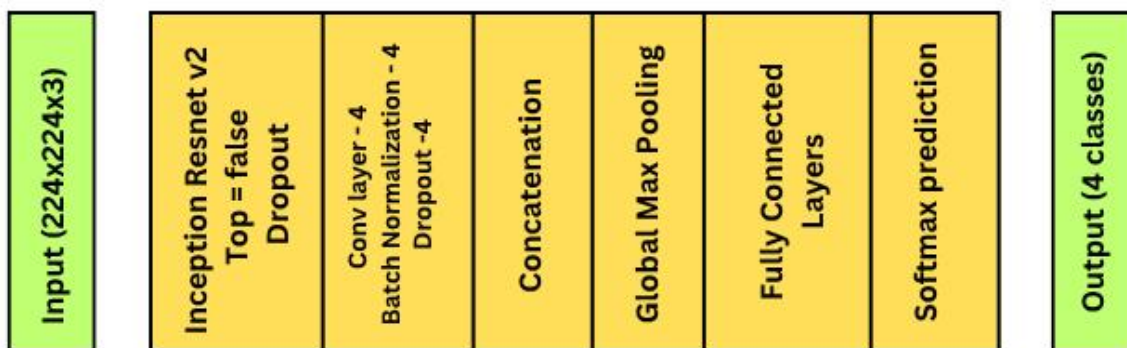 Input (224x224x3)
Inception Resnet v2
Top = false
Dropout
Conv layer - 4
Batch Normalization - 4
Dropout -4
Concatenation
Global Max Pooling
Fully Connected
Layers
Softmax prediction
Output (4 classes)